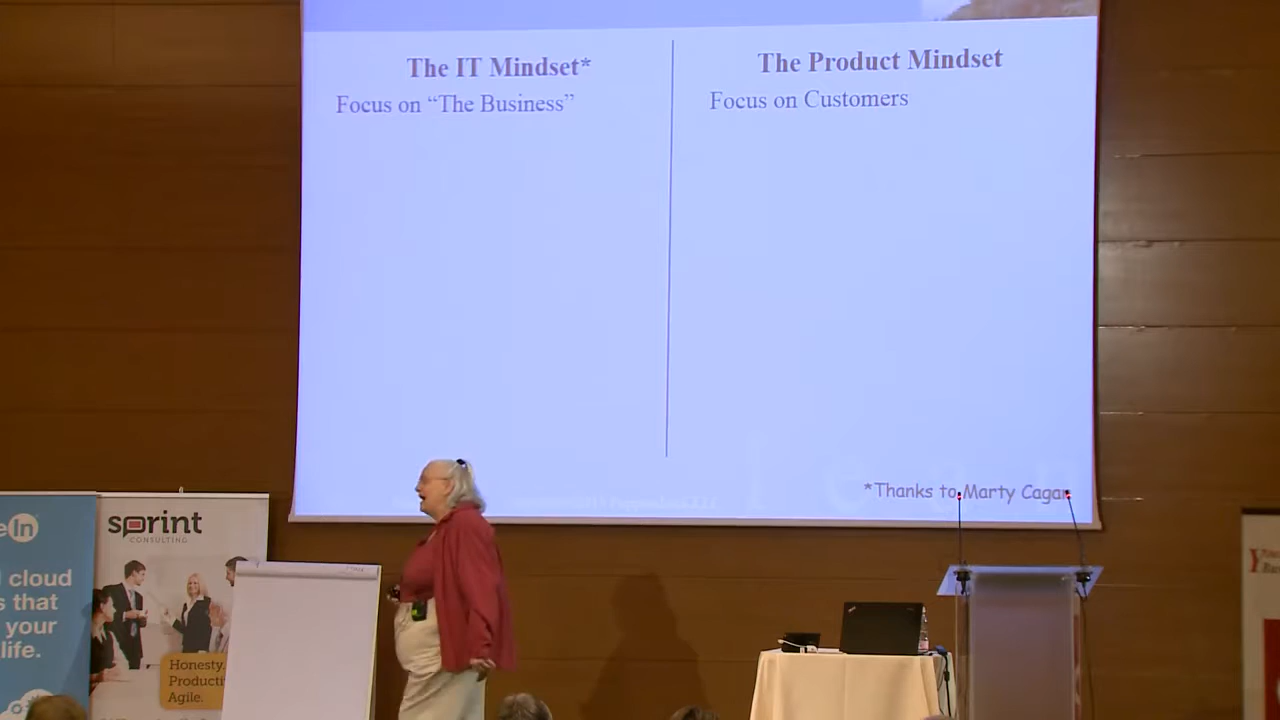 The IT Mindset*
Focus on “The Business”
The Product Mindset
Focus on Customers
*Thanks to Marty Cagan
sprint
CONSULTING
Honesty.
Agile.
cloud
that
your
life.